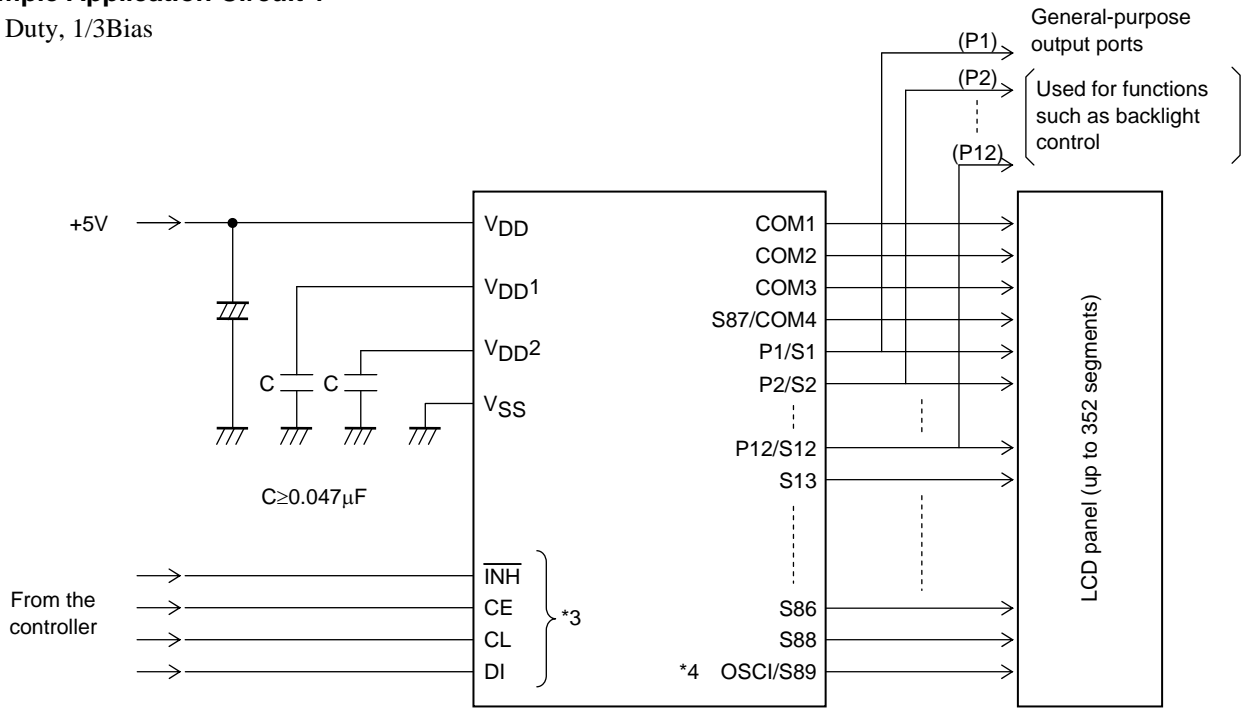 Duty, 1/3Bias
General-purpose
output ports
(P1)
(P2)
Used for functions
such as backlight
control
(P12)
+5V
VDD
COM1
COM2
VDD1
COM3
S87/COM4
VDD2
P1/S1
C
C
P2/S2
VSS
P12/S12
S13
C≥0.047μF
LCD panel (up to 352 segments)
INH
From the
controller
CE
*3
S86
CL
S88
DI
*4
OSCI/S89